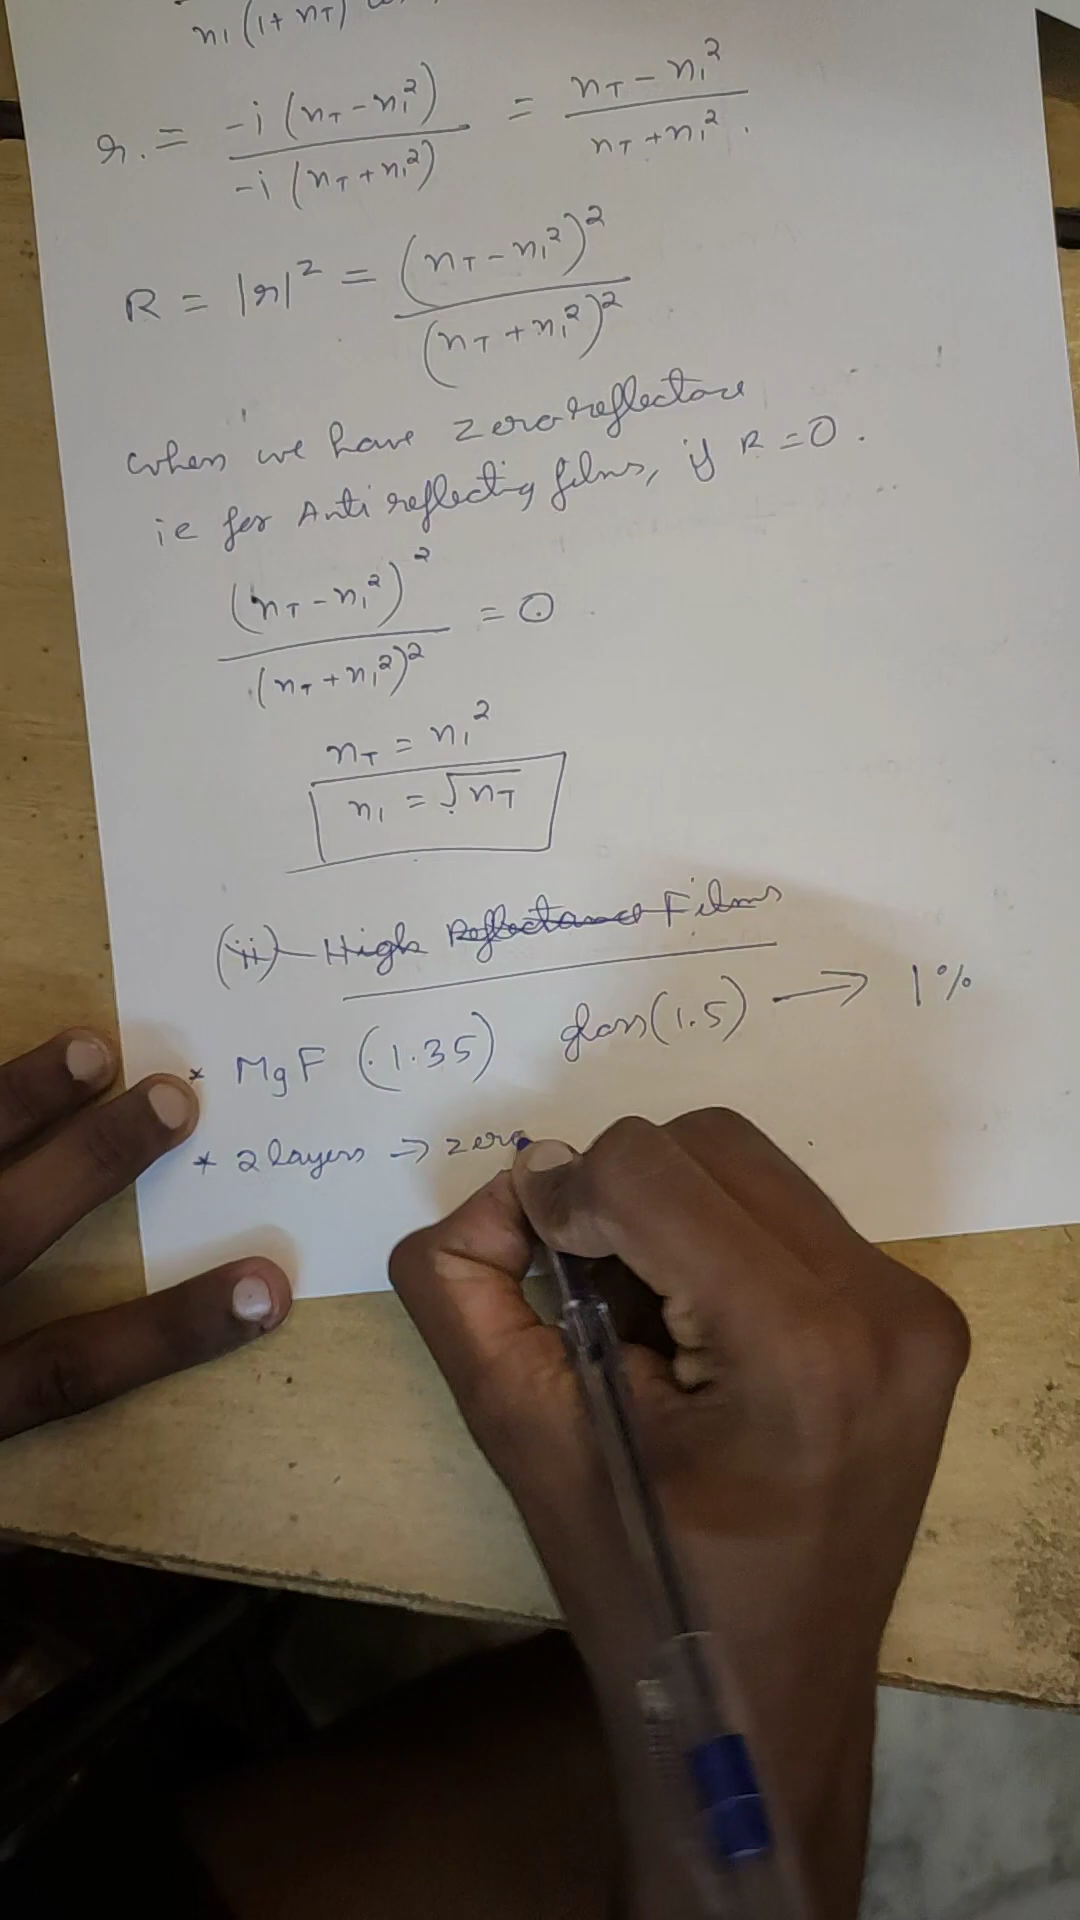 n₁ (1 + n_T)
r. = -i (n_T - n₁²) / -i (n_T + n₁²) = n_T - n₁² / n_T + n₁².
R = |r|² = (n_T - n₁²)² / (n_T + n₁²)²
when we have zero reflectace
ie for Anti reflecting films, if R = 0.
(n_T - n₁²)² / (n_T + n₁²)² = 0
n_T = n₁²
n₁ = √n_T
(ii) High Reflectance Films
* MgF (1.35) glass (1.5) → 1%
* 2 layers → zero